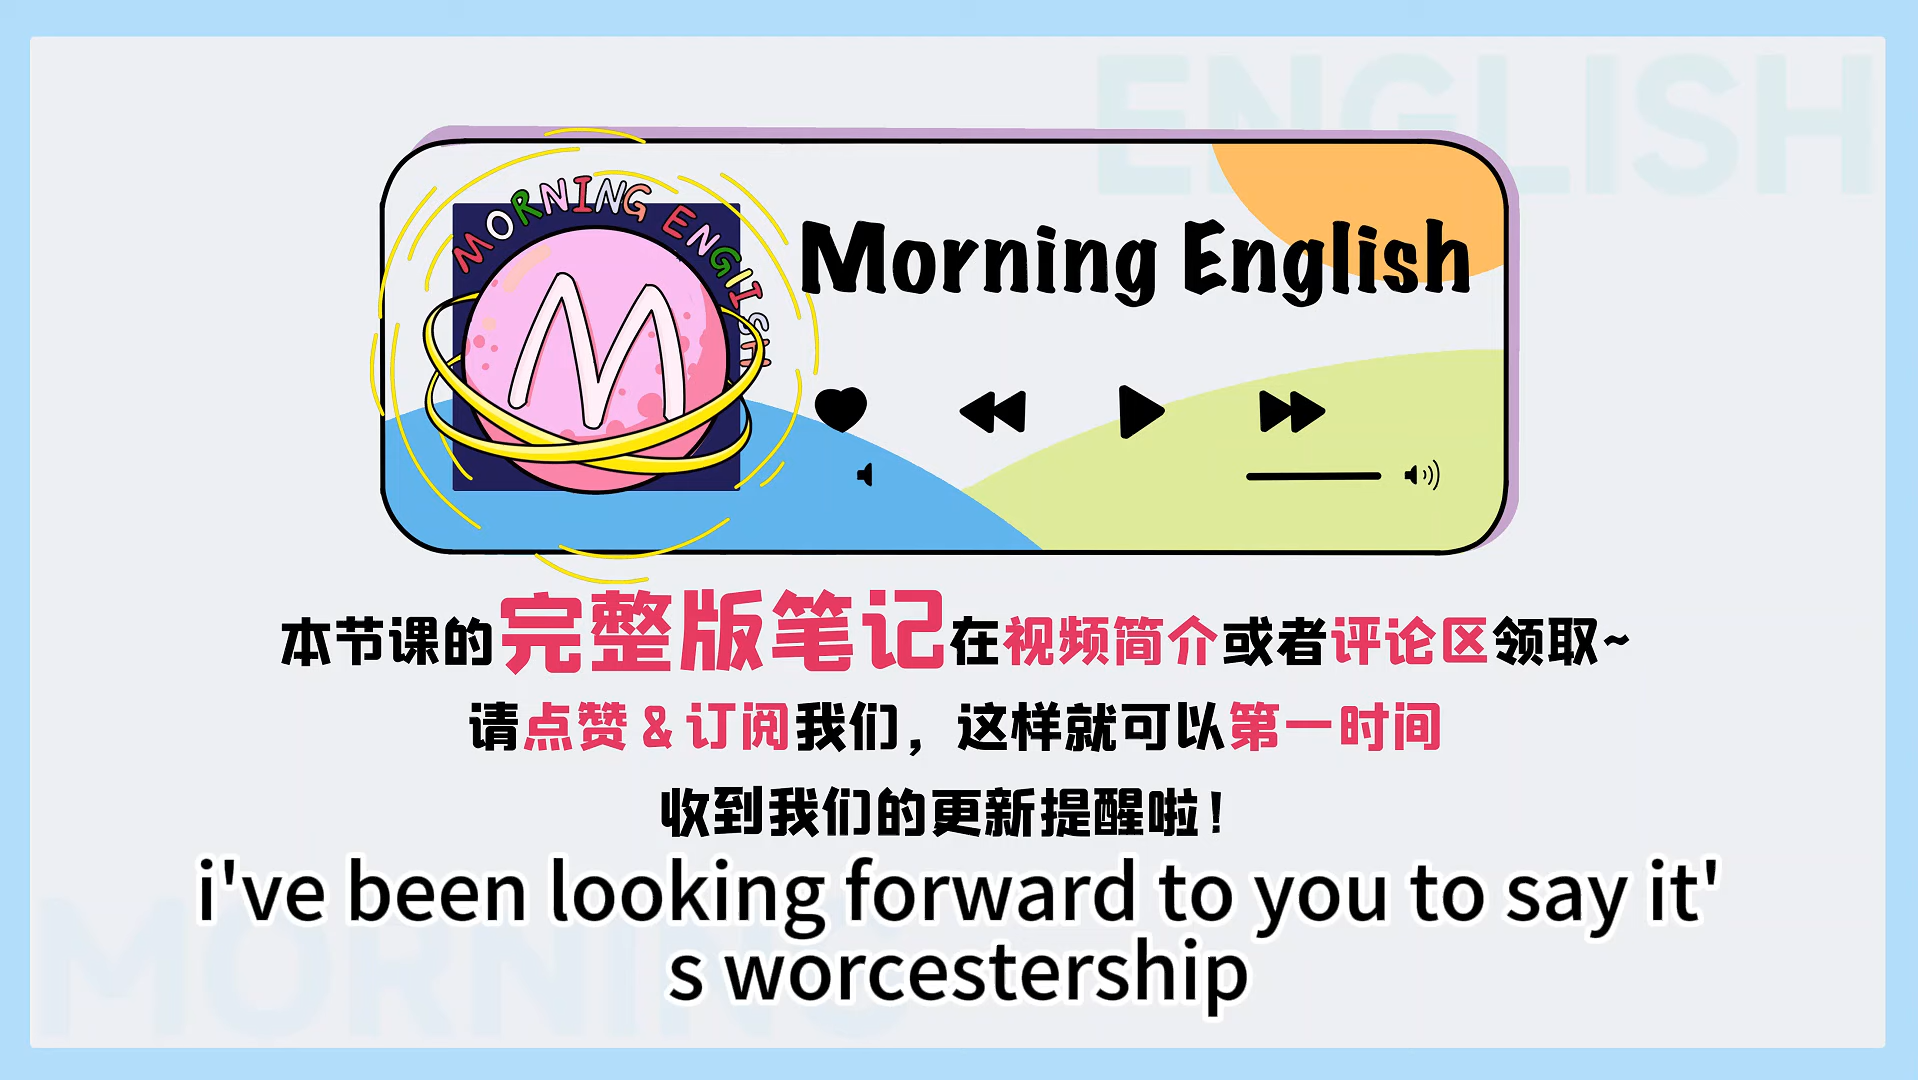 ENGLISH
MORNING ENGLISH
M
Morning English
本节课的完整版笔记在视频简介或者评论区领取~
请点赞&订阅我们，这样就可以第一时间
收到我们的更新提醒啦！
i've been looking forward to you to say it'
s worcestership
MORNING